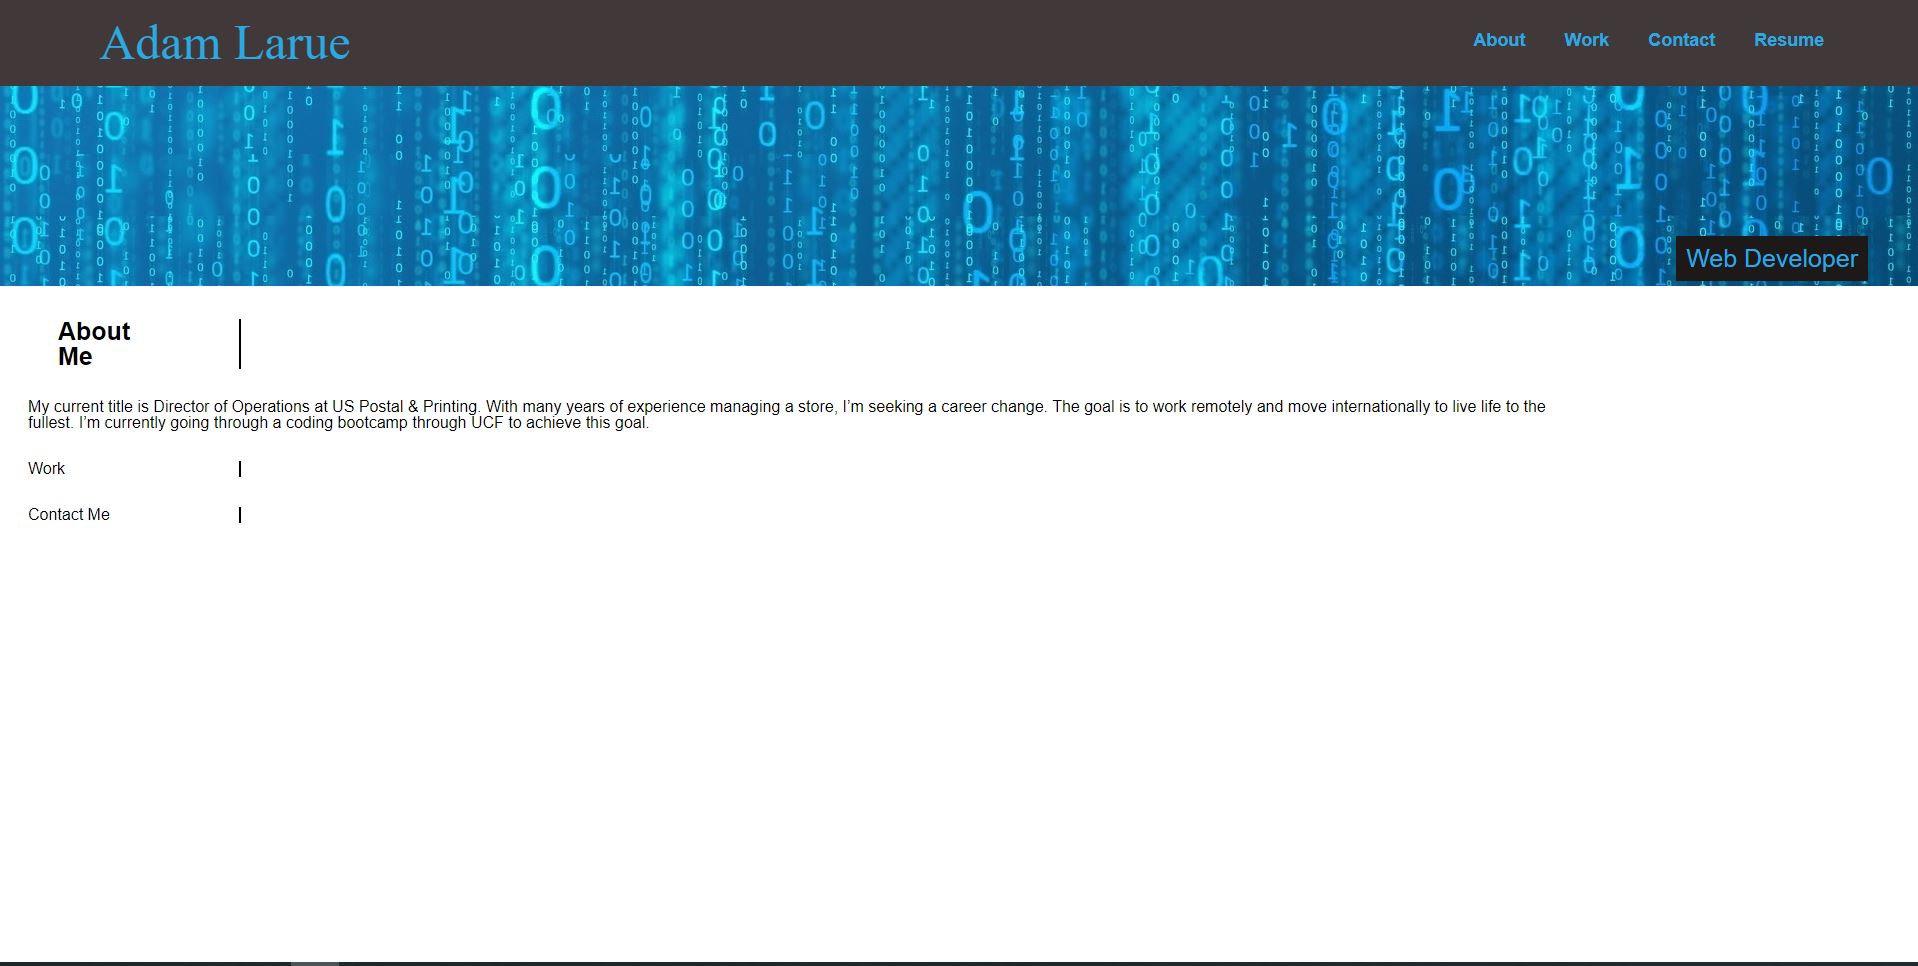 Adam Larue
About Work Contact Resume
Web Developer
About
Me
My current title is Director of Operations at US Postal & Printing. With many years of experience managing a store, I’m seeking a career change. The goal is to work remotely and move internationally to live life to the
fullest. I’m currently going through a coding bootcamp through UCF to achieve this goal.
Work
Contact Me